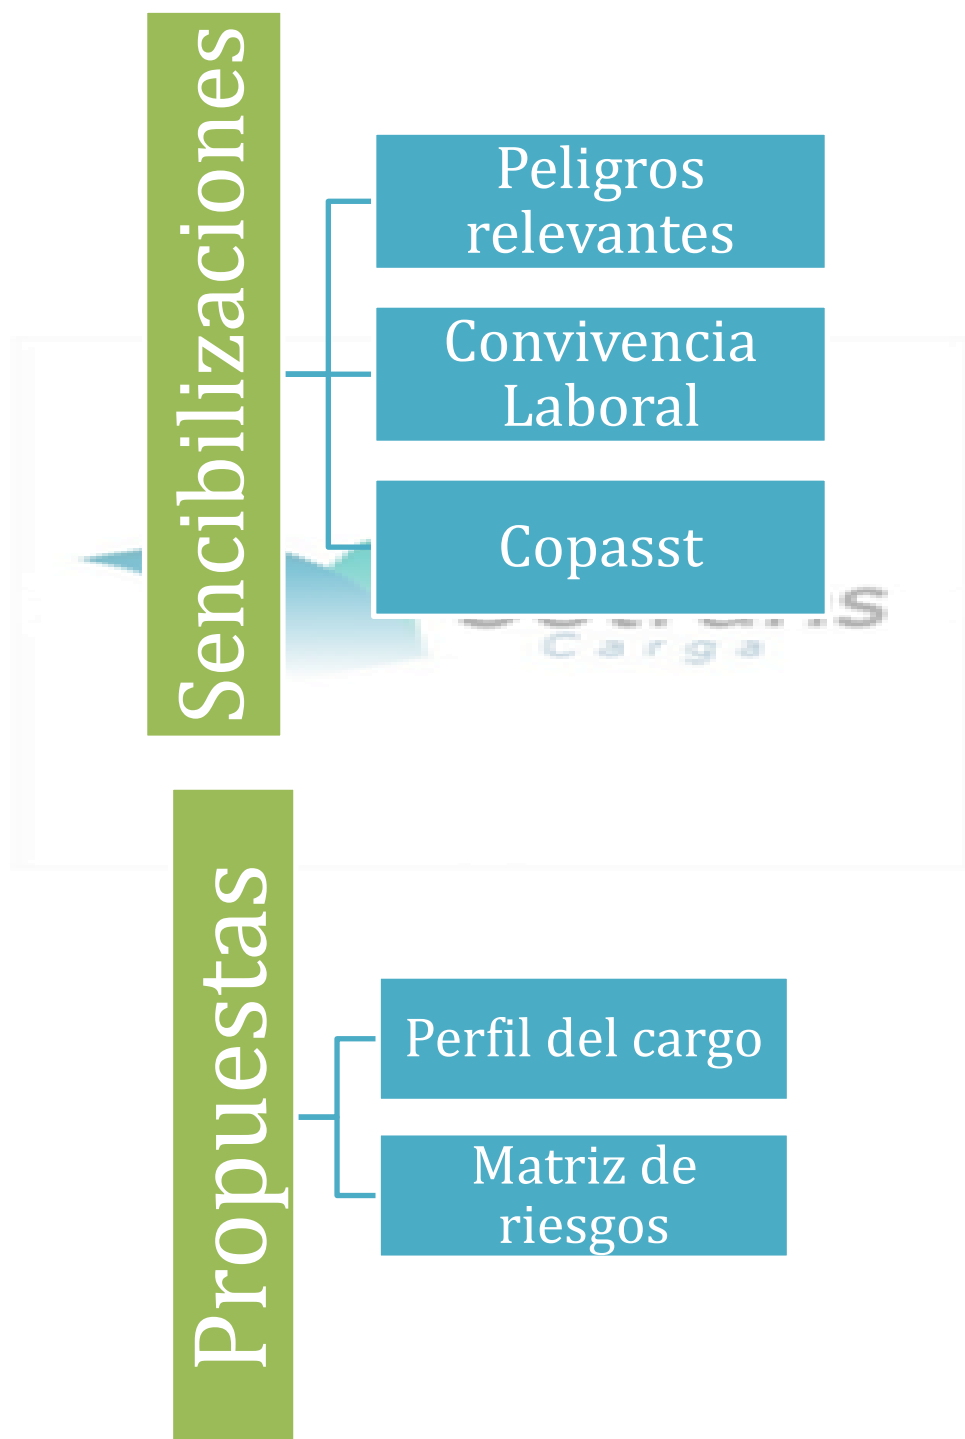 Sencibilizaciones
Peligros
relevantes
Convivencia
Laboral
Copasst
Carga
Propuestas
Perfil del cargo
Matriz de
riesgos